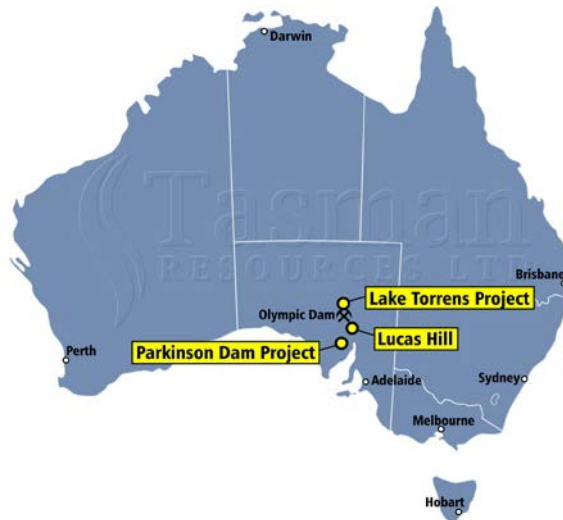 Darwin
Tasman
RESOURCES LTD
Brisbane
Lake Torrens Project
Olympic Dam
Lucas Hill
Parkinson Dam Project
Perth
Adelaide
Sydney
Melbourne
Hobart